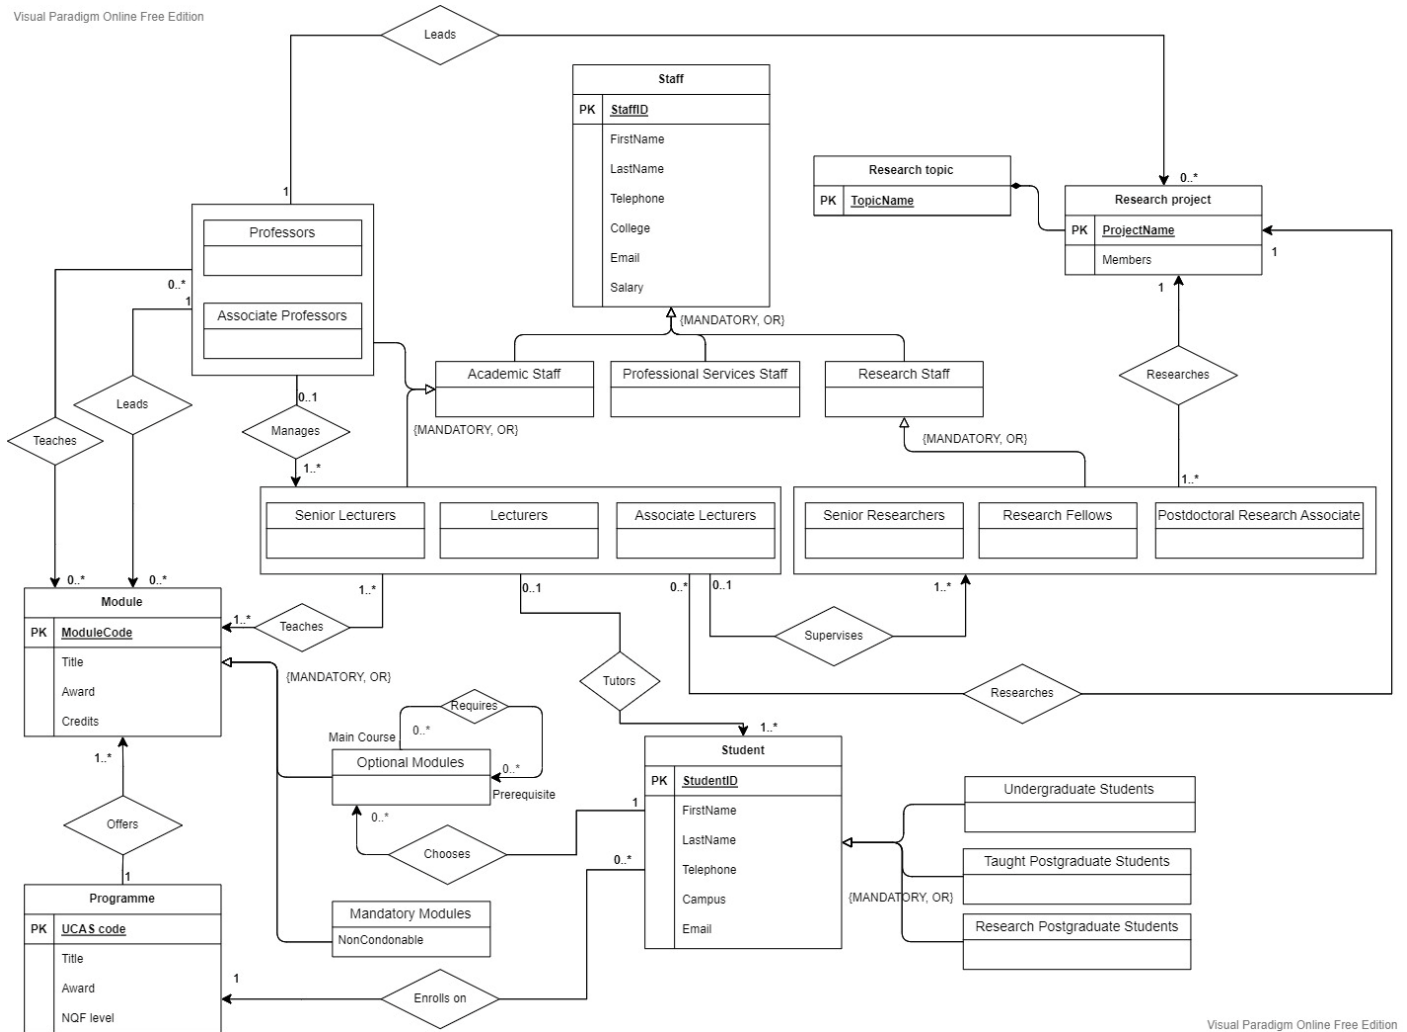 Visual Paradigm Online Free Edition
Leads
1
0..*
Staff
PK StaffID
FirstName
LastName
Telephone
College
Email
Salary
{MANDATORY, OR}
Research topic
PK TopicName
Research project
PK ProjectName
Members
1
1
Professors
Associate Professors
0..*
1
0..1
Leads
Teaches
Manages
1..*
Academic Staff
Professional Services Staff
Research Staff
{MANDATORY, OR}
{MANDATORY, OR}
Researches
1..*
Senior Lecturers
Lecturers
Associate Lecturers
Senior Researchers
Research Fellows
Postdoctoral Research Associate
0..*
0..*
1..*
0..1
0..*
0..1
1..*
Module
PK ModuleCode
Title
Award
Credits
1..*
Teaches
Supervises
{MANDATORY, OR}
Tutors
Researches
Requires
0..*
Main Course
Optional Modules
0..*
Prerequisite
1..*
0..*
1..*
Student
PK StudentID
FirstName
LastName
Telephone
Campus
Email
1
0..*
Chooses
Offers
1
Undergraduate Students
Taught Postgraduate Students
{MANDATORY, OR}
Research Postgraduate Students
Mandatory Modules
NonCondonable
Programme
PK UCAS code
Title
Award
NQF level
1
Enrolls on
Visual Paradigm Online Free Edition